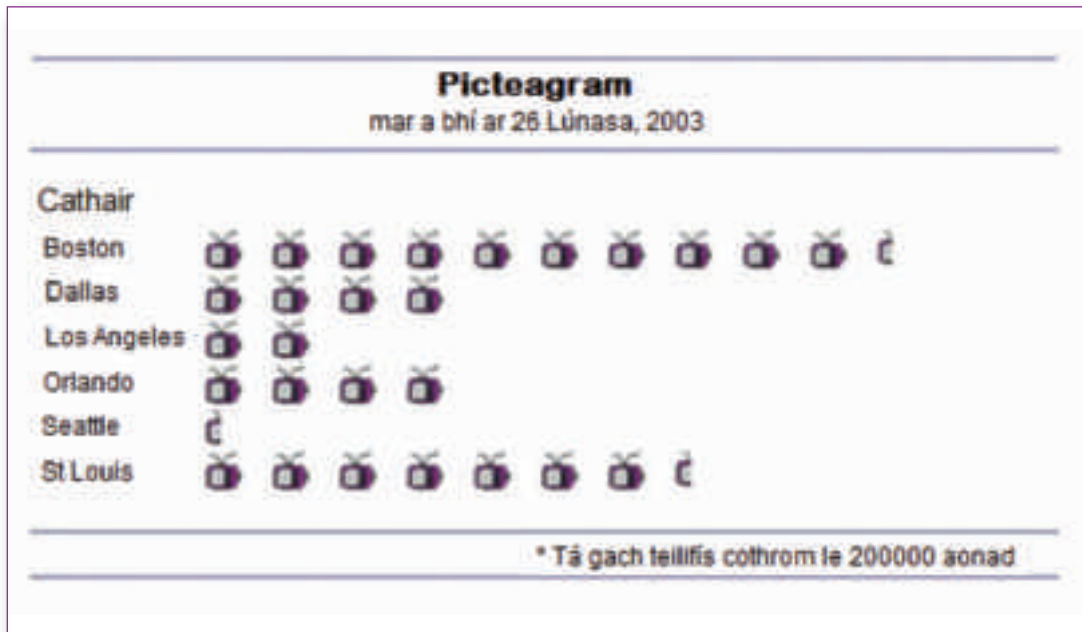 Picteagram
mar a bhí ar 26 Lúnasa, 2003
Cathair
Boston
Dallas
Los Angeles
Orlando
Seattle
St Louis
* Tá gach teilifís cothrom le 200000 aonad